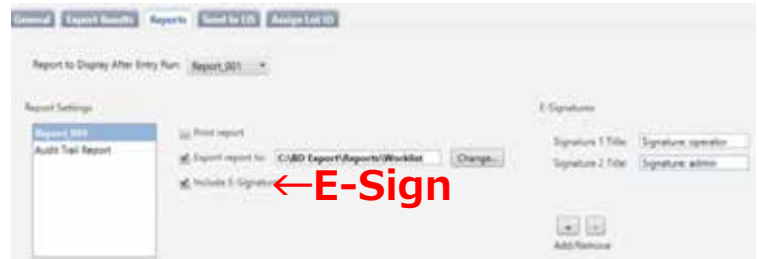 General Export Results Reports Send to LIS Assign Lot ID
Report to Display After Entry Run: Report_001
Report Settings
E-Signatures
Report_001
Audit Trail Report
Print report
Export report to: C:\BD Export\Reports\Worklist Change...
Include E-Signature
←E-Sign
Signature 1 Title: Signature: operator
Signature 2 Title: Signature: admin
+ -
Add/Remove